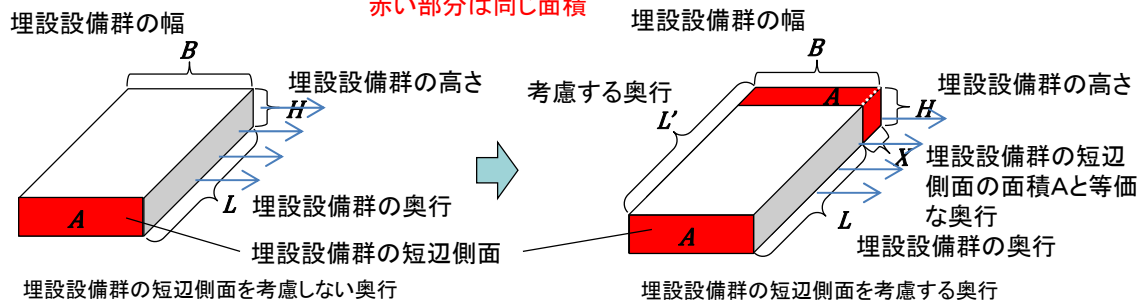 赤い部分は同じ面積
埋設設備群の幅
B
埋設設備群の高さ
H
L
埋設設備群の奥行
A
埋設設備群の短辺側面
埋設設備群の短辺側面を考慮しない奥行
埋設設備群の幅
B
考慮する奥行
L'
A
埋設設備群の高さ
H
X
埋設設備群の短辺
側面の面積Aと等価
な奥行
L
埋設設備群の奥行
A
埋設設備群の短辺側面を考慮する奥行